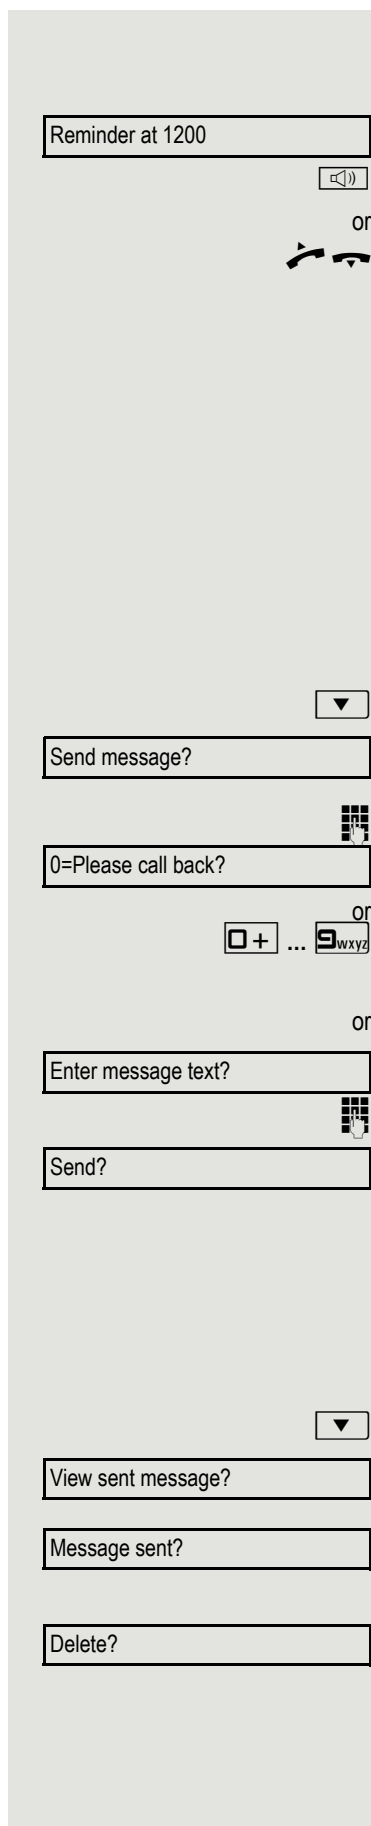 Reminder at 1200
or
Send message?
0=Please call back?
or
0 + ... 9wxyz
or
Enter message text?
Send?
View sent message?
Message sent?
Delete?